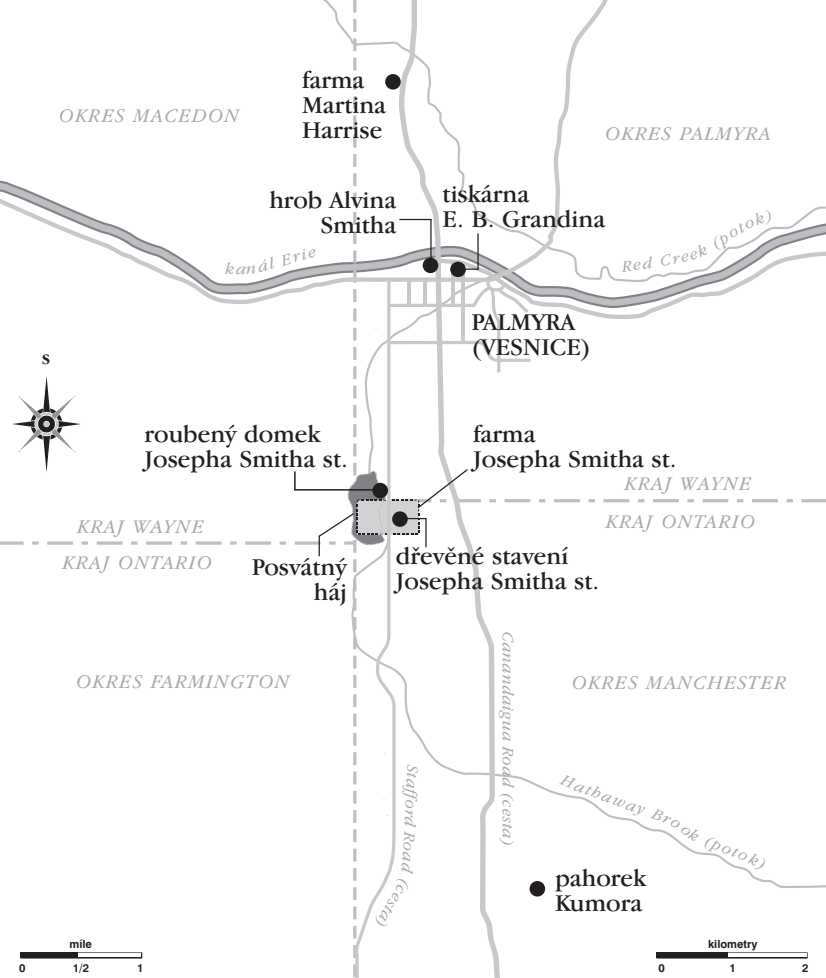 farma
Martina
Harrise
OKRES MACEDON
OKRES PALMYRA
hrob Alvina
Smitha
tiskárna
E. B. Grandina
kanál Erie
Red Creek (potok)
PALMYRA
(VESNICE)
S
roubený domek
Josepha Smitha st.
farma
Josepha Smitha st.
KRAJ WAYNE
KRAJ ONTARIO
KRAJ WAYNE
KRAJ ONTARIO
Posvátný
háj
dřevěné stavení
Josepha Smitha st.
OKRES FARMINGTON
OKRES MANCHESTER
Canandaigua Road (cesta)
Stafford Road (cesta)
Hathaway Brook (potok)
pahorek
Kumora
míle
0 1/2 1
kilometry
0 1 2